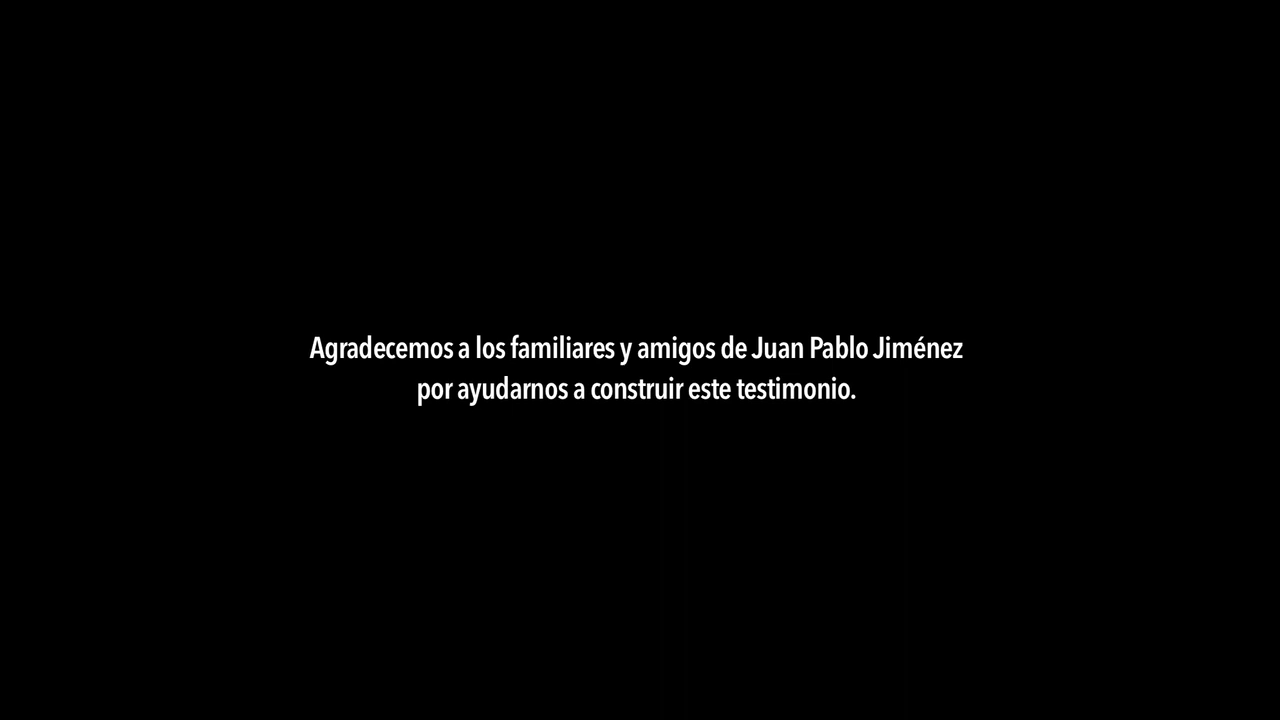 Agradecemos a los familiares y amigos de Juan Pablo Jiménez
por ayudarnos a construir este testimonio.